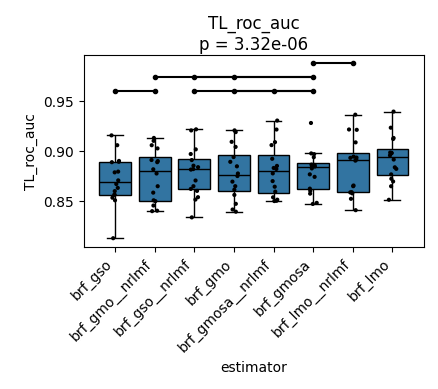 TL_roc_auc
p = 3.32e-06
TL_roc_auc
0.95
0.90
0.85
brf_gso
brf_gmo__nrlmf
brf_gso__nrlmf
brf_gmo
brf_gmosa__nrlmf
brf_gmosa
brf_lmo__nrlmf
brf_lmo
estimator